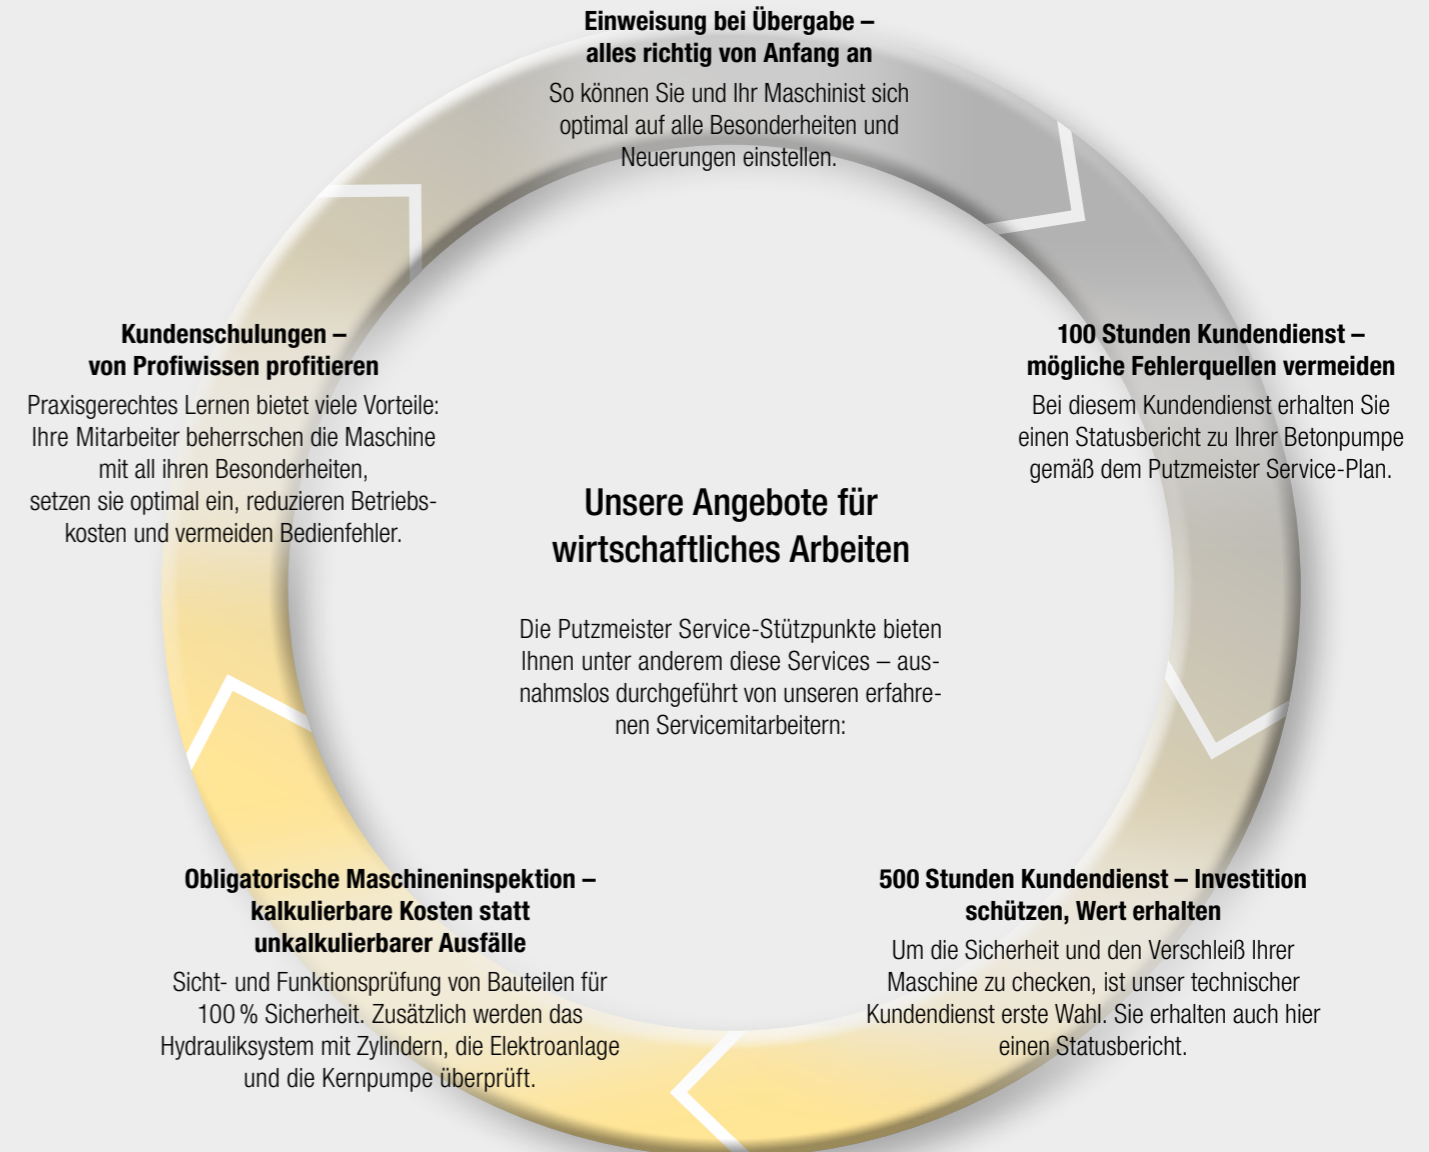 Einweisung bei Übergabe –
alles richtig von Anfang an
So können Sie und Ihr Maschinist sich
optimal auf alle Besonderheiten und
Neuerungen einstellen.
100 Stunden Kundendienst –
mögliche Fehlerquellen vermeiden
Bei diesem Kundendienst erhalten Sie
einen Statusbericht zu Ihrer Betonpumpe
gemäß dem Putzmeister Service-Plan.
500 Stunden Kundendienst – Investition
schützen, Wert erhalten
Um die Sicherheit und den Verschleiß Ihrer
Maschine zu checken, ist unser technischer
Kundendienst erste Wahl. Sie erhalten auch hier
einen Statusbericht.
Obligatorische Maschineninspektion –
kalkulierbare Kosten statt
unkalkulierbarer Ausfälle
Sicht- und Funktionsprüfung von Bauteilen für
100 % Sicherheit. Zusätzlich werden das
Hydrauliksystem mit Zylindern, die Elektroanlage
und die Kernpumpe überprüft.
Kundenschulungen –
von Profiwissen profitieren
Praxisgerechtes Lernen bietet viele Vorteile:
Ihre Mitarbeiter beherrschen die Maschine
mit all ihren Besonderheiten,
setzen sie optimal ein, reduzieren Betriebs-
kosten und vermeiden Bedienfehler.
Unsere Angebote für
wirtschaftliches Arbeiten
Die Putzmeister Service-Stützpunkte bieten
Ihnen unter anderem diese Services – aus-
nahmslos durchgeführt von unseren erfahre-
nen Servicemitarbeitern: